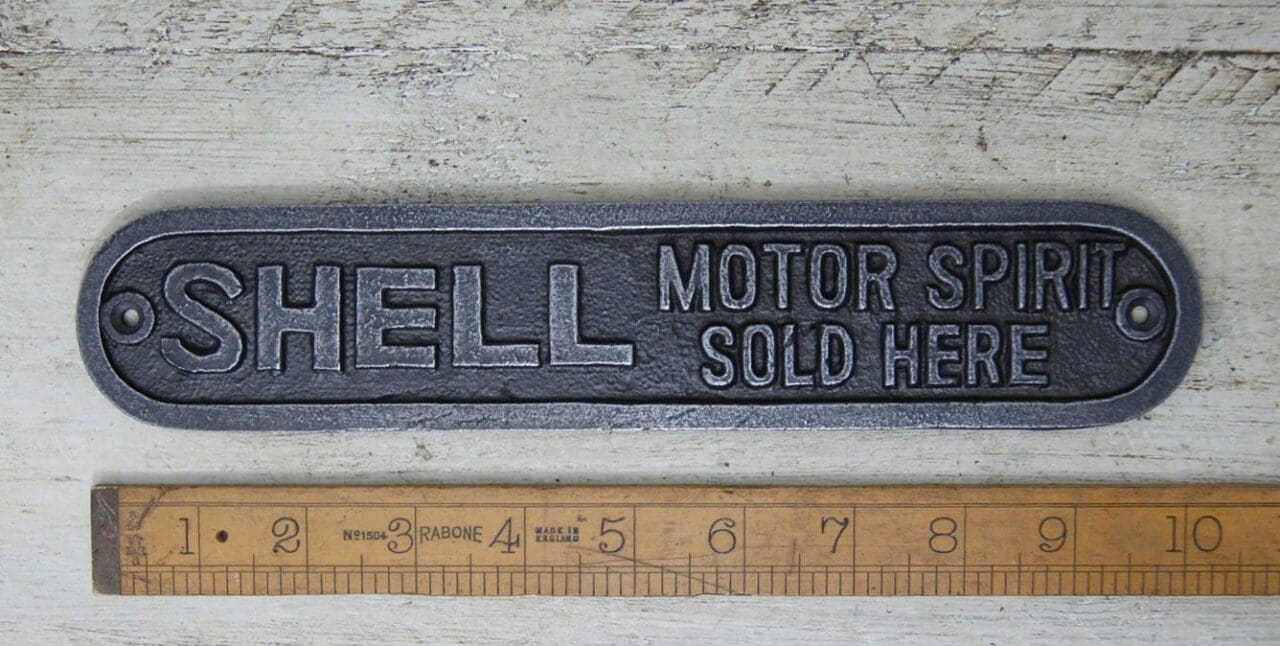 SHELL
MOTOR SPIRIT
SOLD HERE
1 2 Nº1504 3 RABONE 4 MADE IN ENGLAND 5 6 7 8 9 10